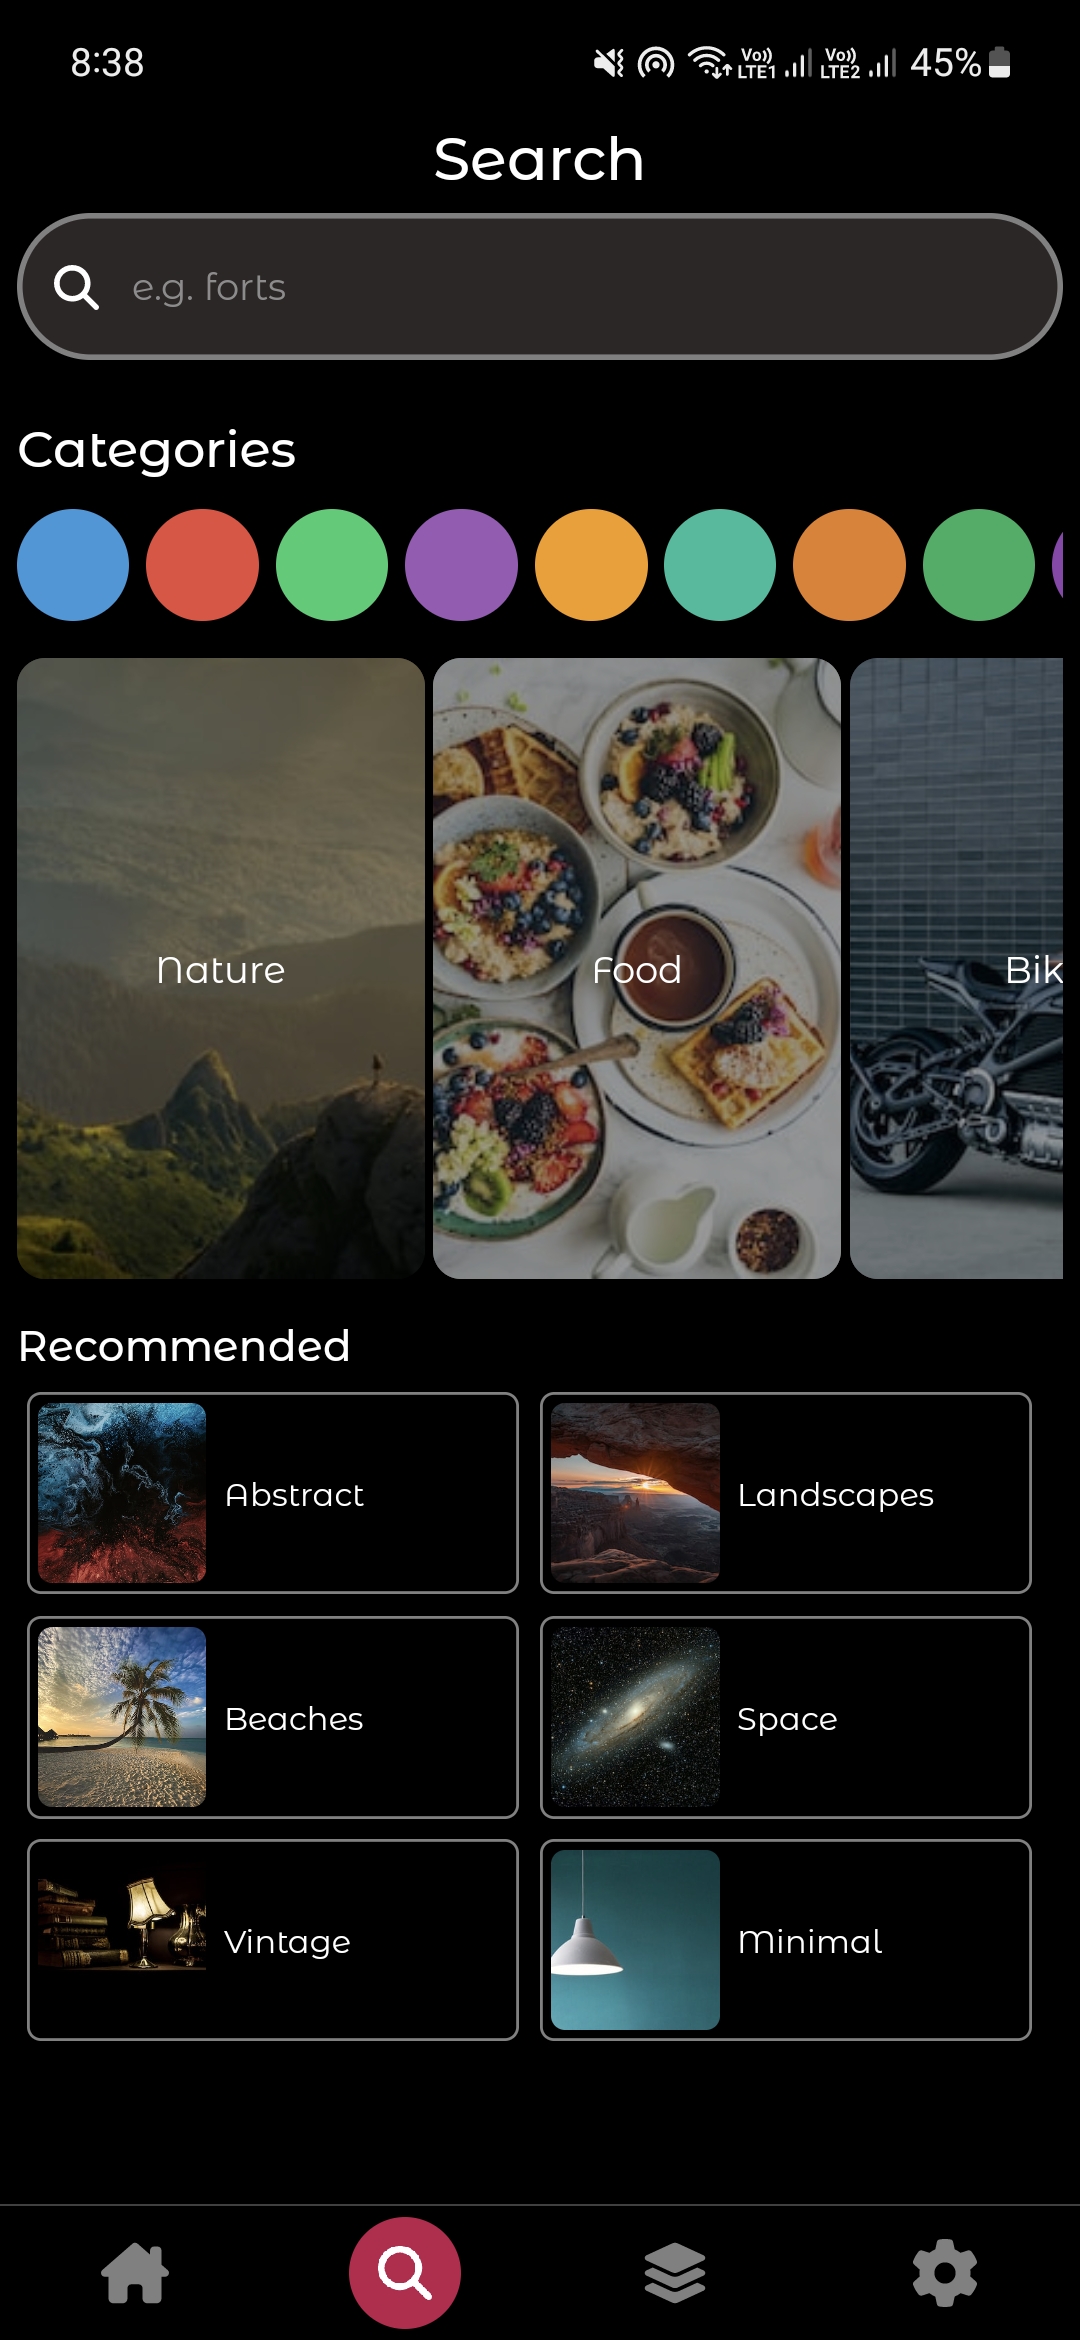 8:38 Vo)) LTE1 Vo)) LTE2 45%
Search
e.g. forts
Categories
Nature Food Bik
Recommended
Abstract Landscapes
Beaches Space
Vintage Minimal